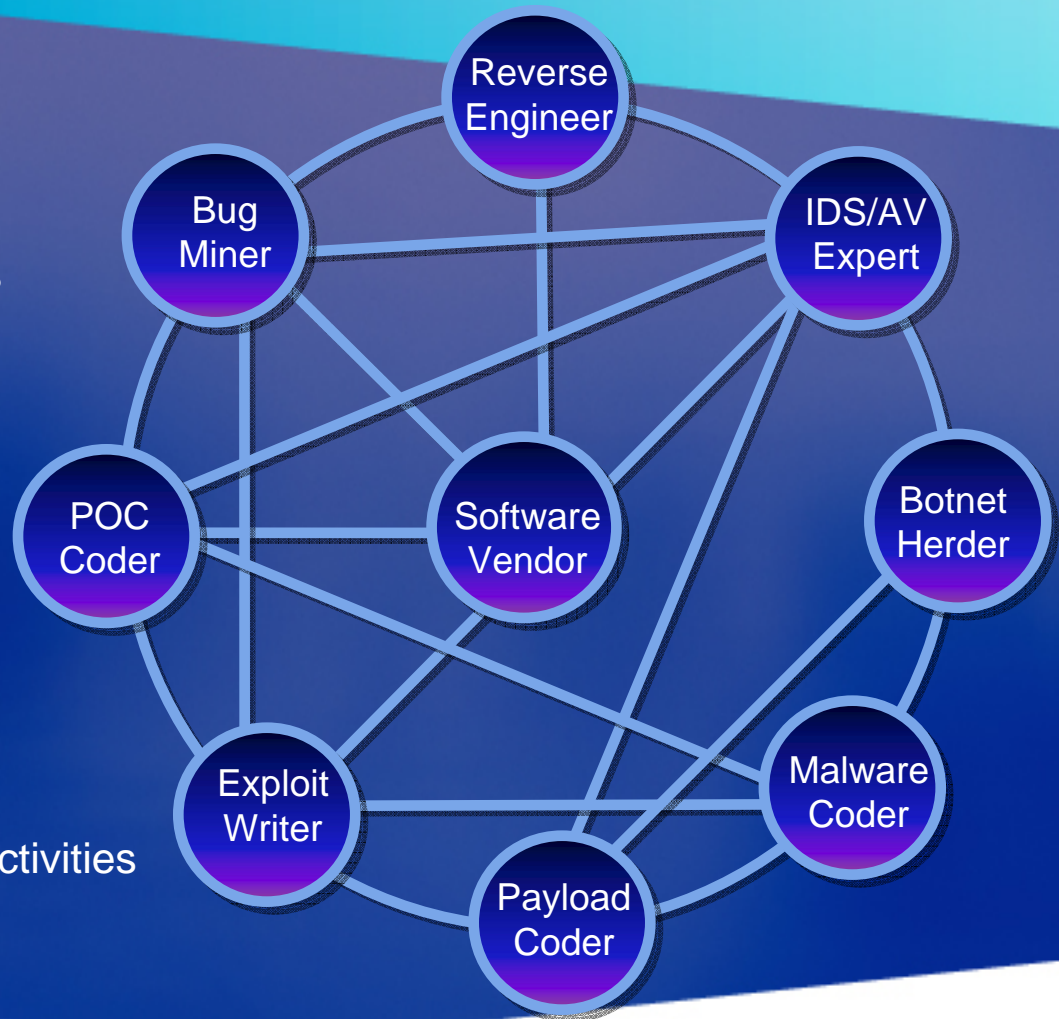 Reverse
Engineer
Bug
Miner
IDS/AV
Expert
POC
Coder
Software
Vendor
Botnet
Herder
Exploit
Writer
Malware
Coder
ctivities
Payload
Coder